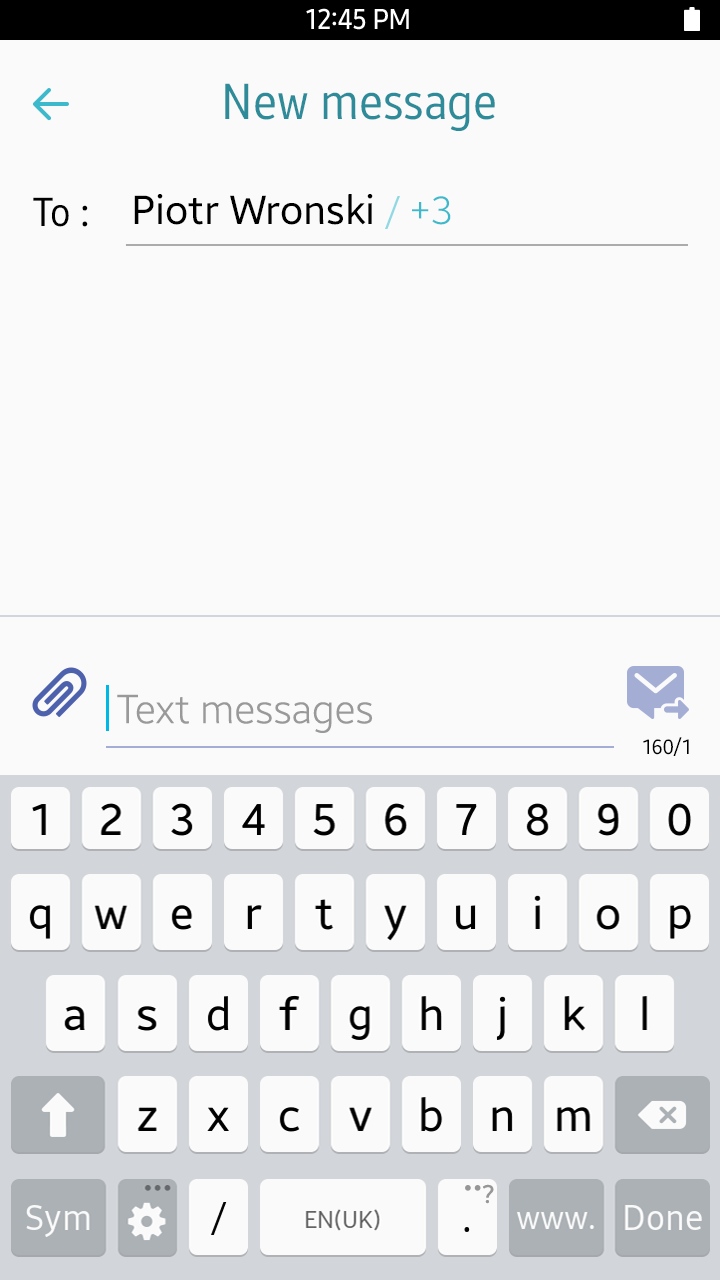 12:45 PM
New message
To : Piotr Wronski / +3
Text messages
160/1
1 2 3 4 5 6 7 8 9 0
q w e r t y u i o p
a s d f g h j k l
z x c v b n m
Sym / EN(UK) . ? www. Done